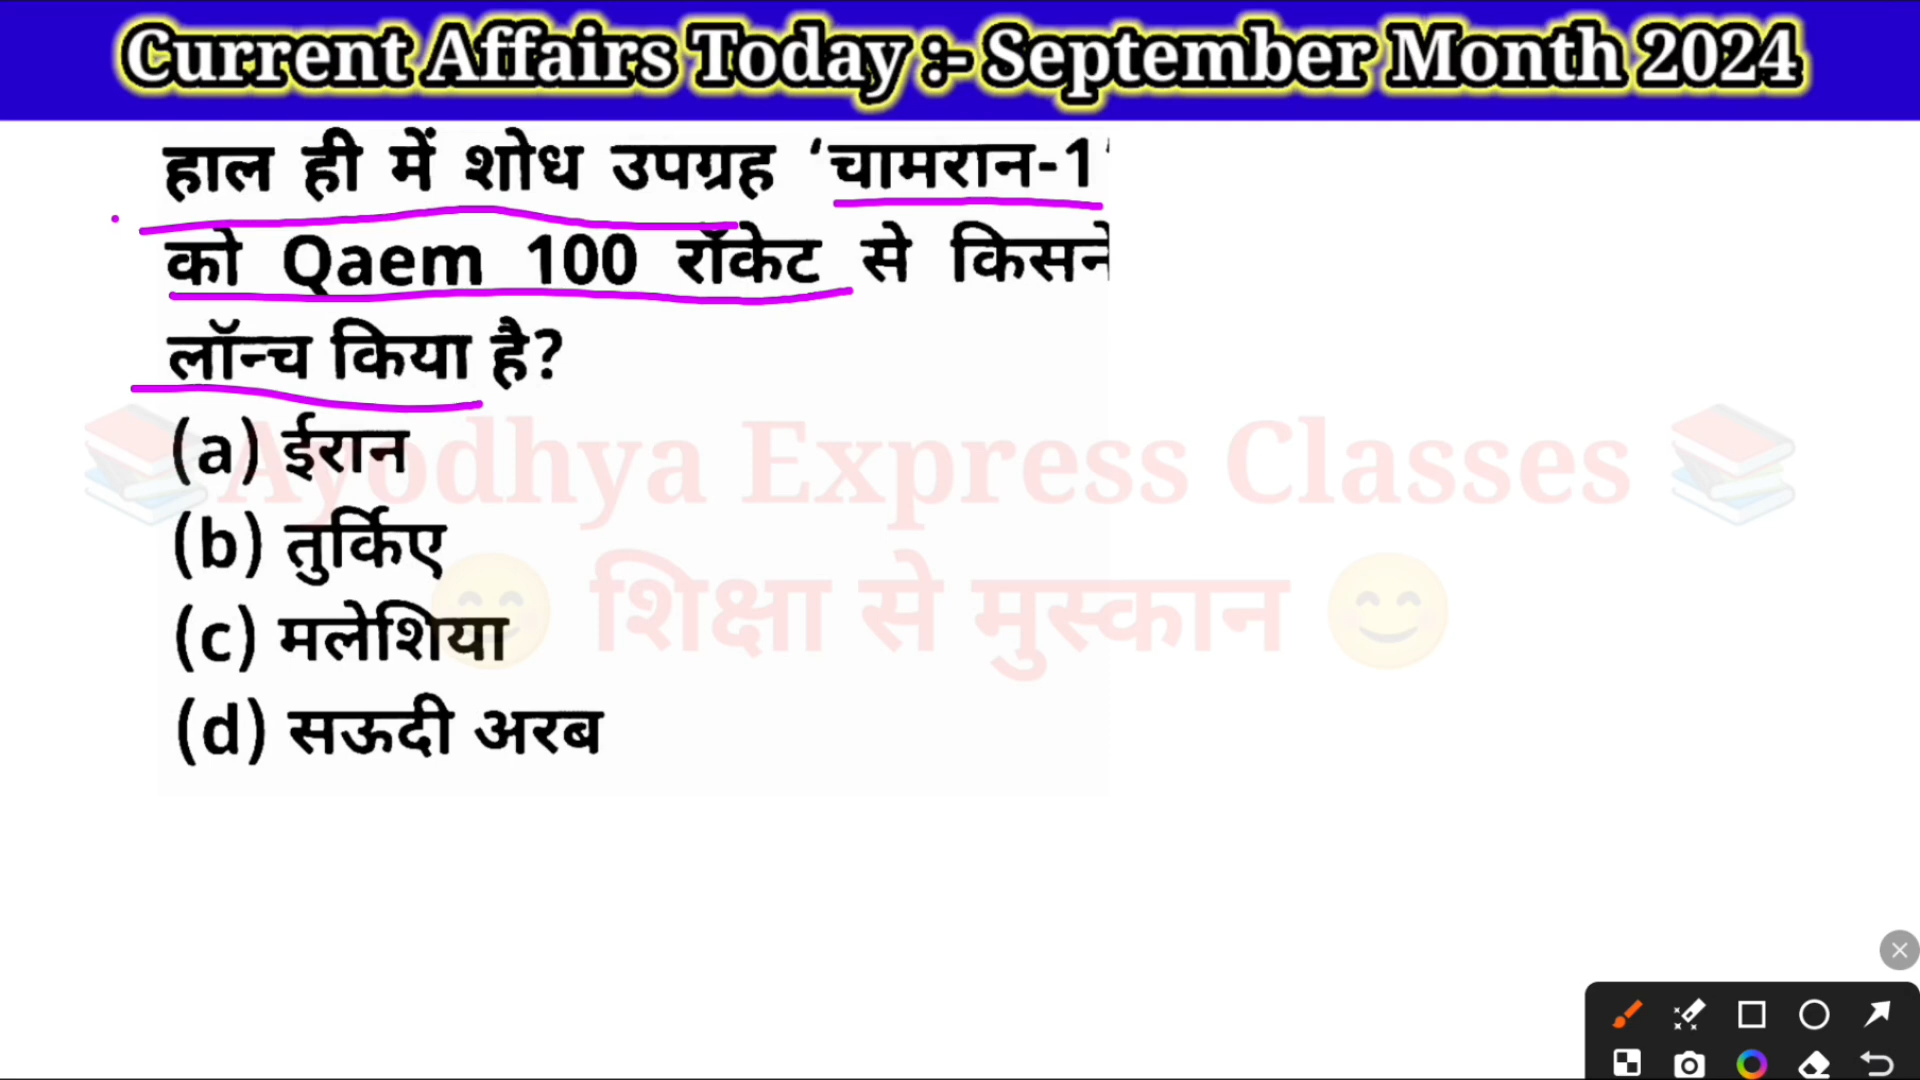 Current Affairs Today :- September Month 2024
हाल ही में शोध उपग्रह ‘चामरान-1’
को Qaem 100 रॉकेट से किसने
लॉन्च किया है?
(a) ईरान
(b) तुर्किए
(c) मलेशिया
(d) सऊदी अरब
Ayodhya Express Classes
शिक्षा से मुस्कान